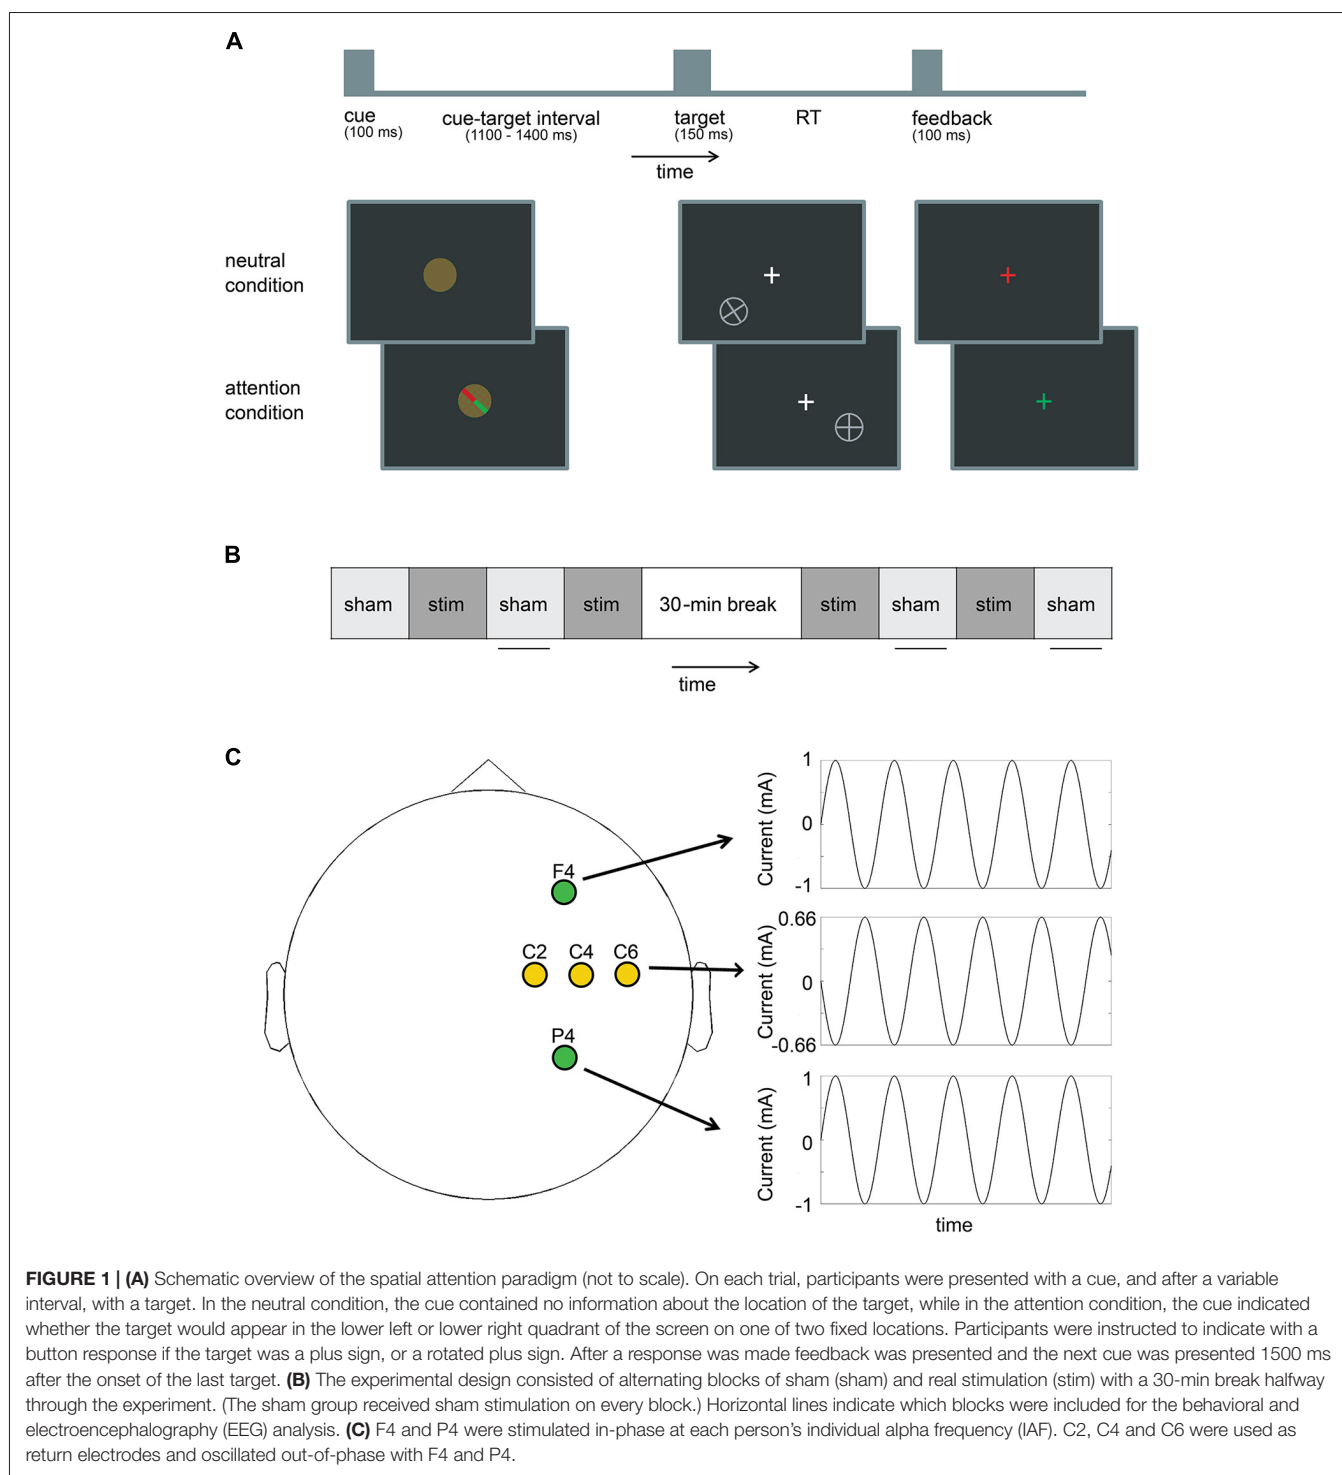 A
cue
(100 ms)
cue-target interval
(1100 - 1400 ms)
target
(150 ms)
RT
feedback
(100 ms)
time
neutral
condition
attention
condition
B
sham stim sham stim 30-min break stim sham stim sham
time
C
F4
C2 C4 C6
P4
1
0
-1
Current (mA)
0.66
0
-0.66
Current (mA)
1
0
-1
Current (mA)
time
FIGURE 1 | (A) Schematic overview of the spatial attention paradigm (not to scale). On each trial, participants were presented with a cue, and after a variable
interval, with a target. In the neutral condition, the cue contained no information about the location of the target, while in the attention condition, the cue indicated
whether the target would appear in the lower left or lower right quadrant of the screen on one of two fixed locations. Participants were instructed to indicate with a
button response if the target was a plus sign, or a rotated plus sign. After a response was made feedback was presented and the next cue was presented 1500 ms
after the onset of the last target. (B) The experimental design consisted of alternating blocks of sham (sham) and real stimulation (stim) with a 30-min break halfway
through the experiment. (The sham group received sham stimulation on every block.) Horizontal lines indicate which blocks were included for the behavioral and
electroencephalography (EEG) analysis. (C) F4 and P4 were stimulated in-phase at each person's individual alpha frequency (IAF). C2, C4 and C6 were used as
return electrodes and oscillated out-of-phase with F4 and P4.